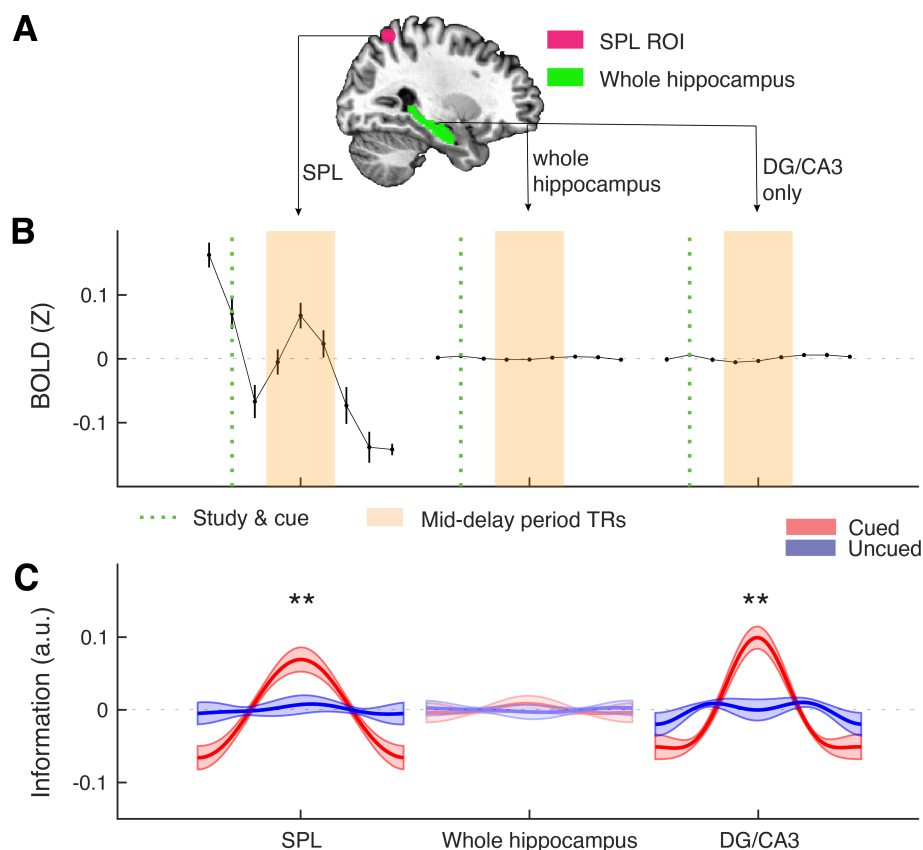 A
SPL ROI
Whole hippocampus
SPL
whole
hippocampus
DG/CA3
only
B
BOLD (Z)
0.1
0
-0.1
Study & cue
Mid-delay period TRs
Cued
Uncued
C
Information (a.u.)
**
**
0.1
0
-0.1
SPL
Whole hippocampus
DG/CA3